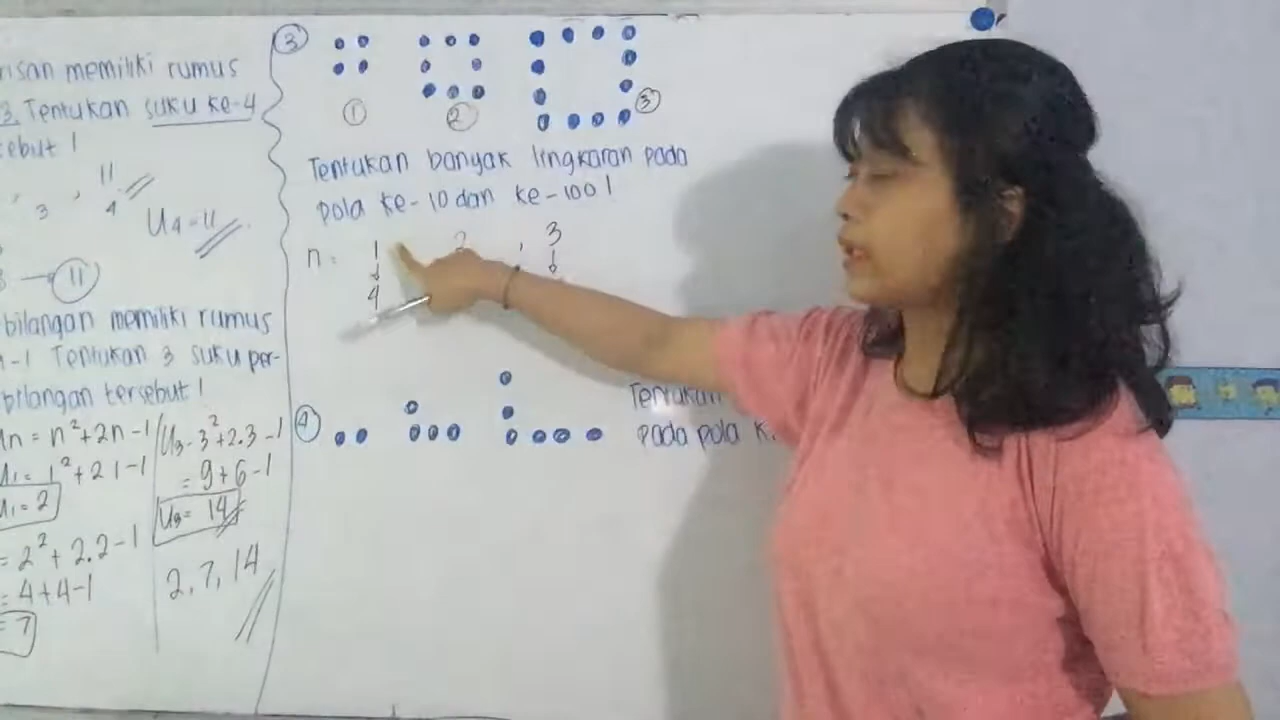 memiliki rumus
3. Tentukan suku ke-4
11
3 , 4
U4=11
→ 11
bilangan memiliki rumus
-1 Tentukan 3 suku per-
bilangan tersebut!
Un = n²+2n-1
U1= 1²+2 1-1
U1= 2
= 2²+2.2-1
= 4+4-1
= 7
U3-3²+2.3-1
= 9+6-1
U3= 14
2, 7, 14
3
1 2 3
Tentukan banyak lingkaran pada
pola ke-10 dan ke-100!
n = 1 2 , 3
4
4
Tentukan
pada pola k